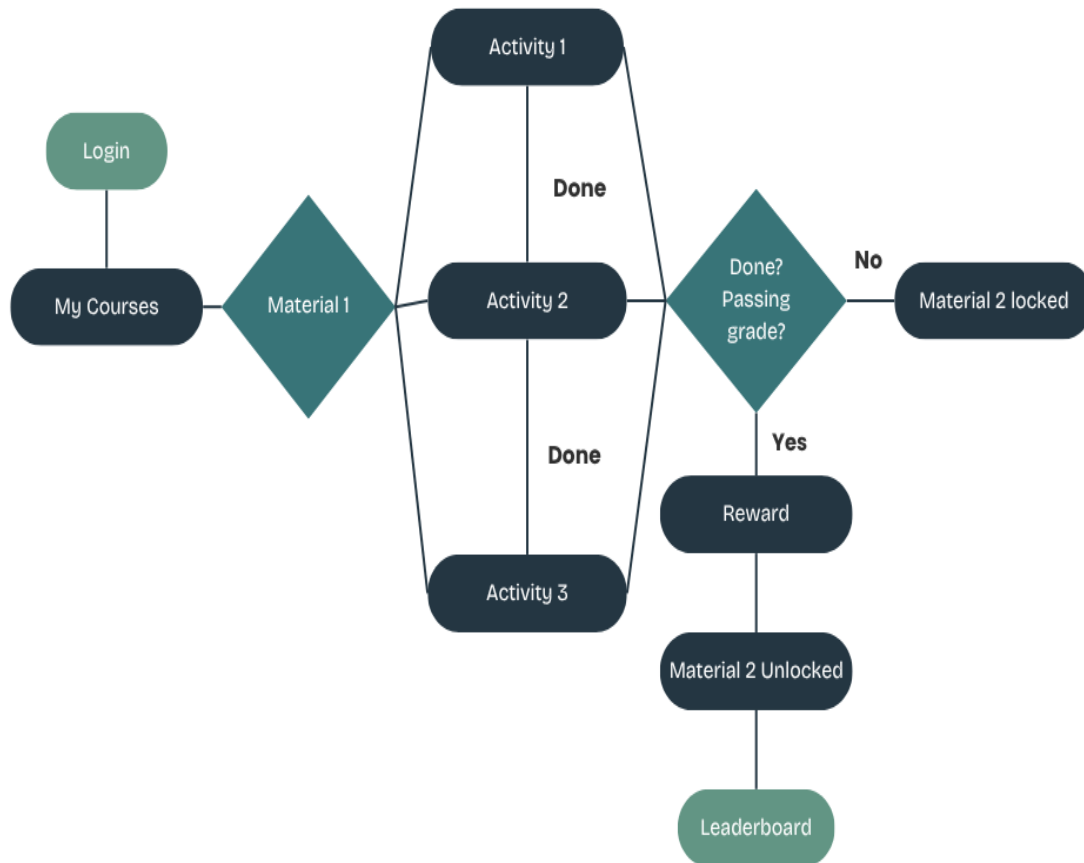 Login
My Courses
Material 1
Activity 1
Done
Activity 2
Done
Activity 3
Done?
Passing
grade?
No
Material 2 locked
Yes
Reward
Material 2 Unlocked
Leaderboard